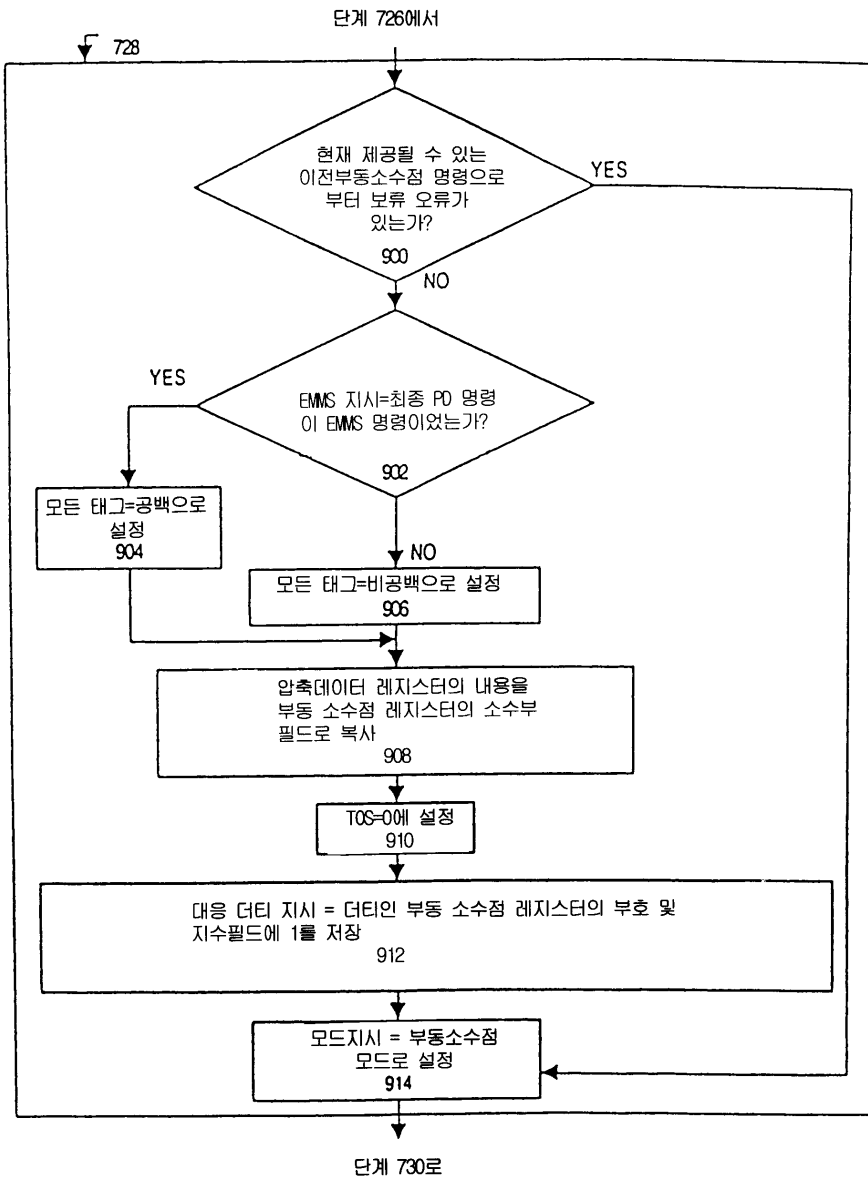 단계 726에서
728
현재 제공될 수 있는
이전부동소수점 명령으로
부터 보류 오류가
있는가?
900
YES
NO
YES
EMMS 지시=최종 PD 명령
이 EMMS 명령이었는가?
902
모든 태그=공백으로
설정
904
NO
모든 태그=비공백으로 설정
906
압축데이터 레지스터의 내용을
부동 소수점 레지스터의 소수부
필드로 복사
908
TOS=0에 설정
910
대응 더티 지시 = 더티인 부동 소수점 레지스터의 부호 및
지수필드에 1를 저장
912
모드지시 = 부동소수점
모드로 설정
914
단계 730로